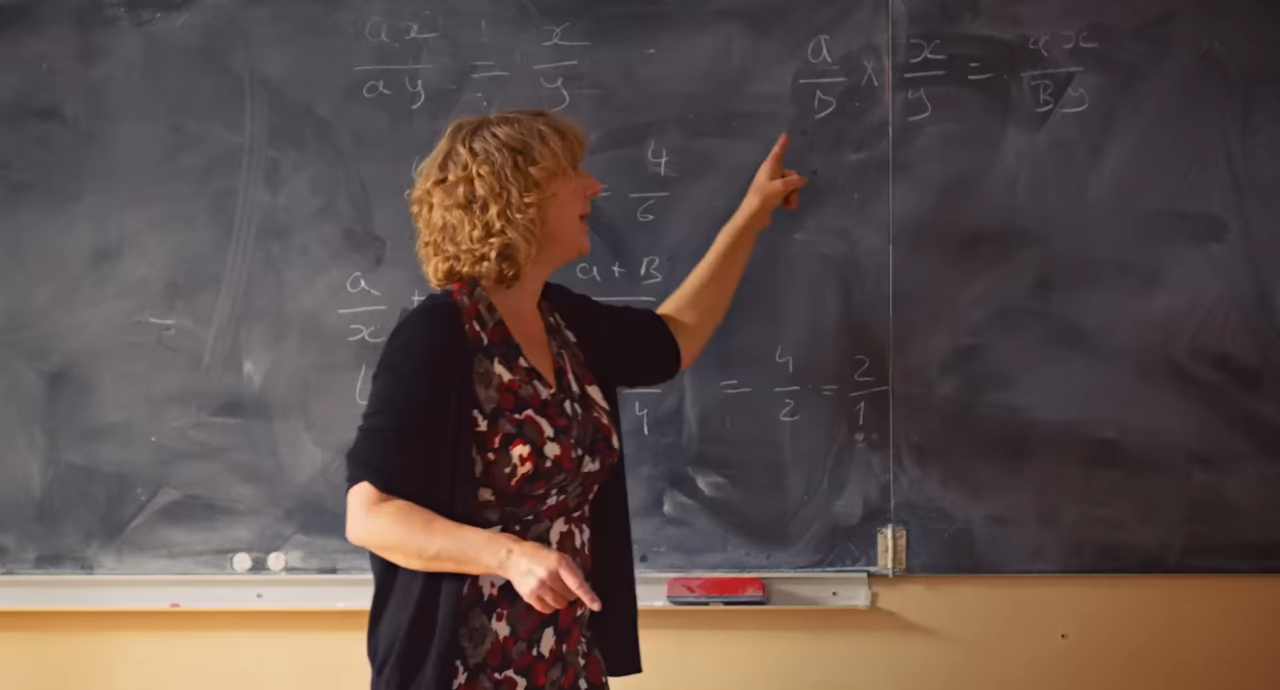 ax/ay = x/y
a/B × x/y = ax/By
= 4/6
a/x + a + B
4 = 4/2 = 2/1